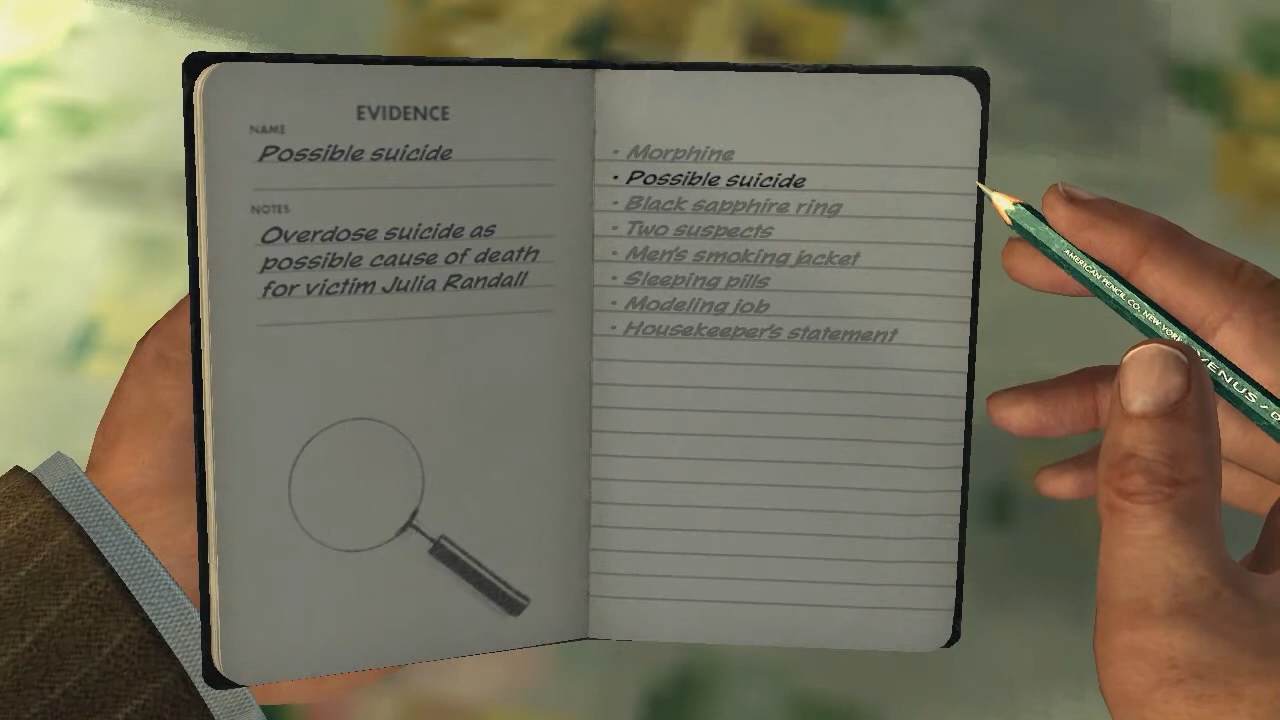 EVIDENCE
NAME
Possible suicide
NOTES
Overdose suicide as
possible cause of death
for victim Julia Randall
• Morphine
• Possible suicide
• Black sapphire ring
• Two suspects
• Men's smoking jacket
• Sleeping pills
• Modeling job
• Housekeeper's statement
AMERICAN PENCIL CO. NEW YORK
VENUS